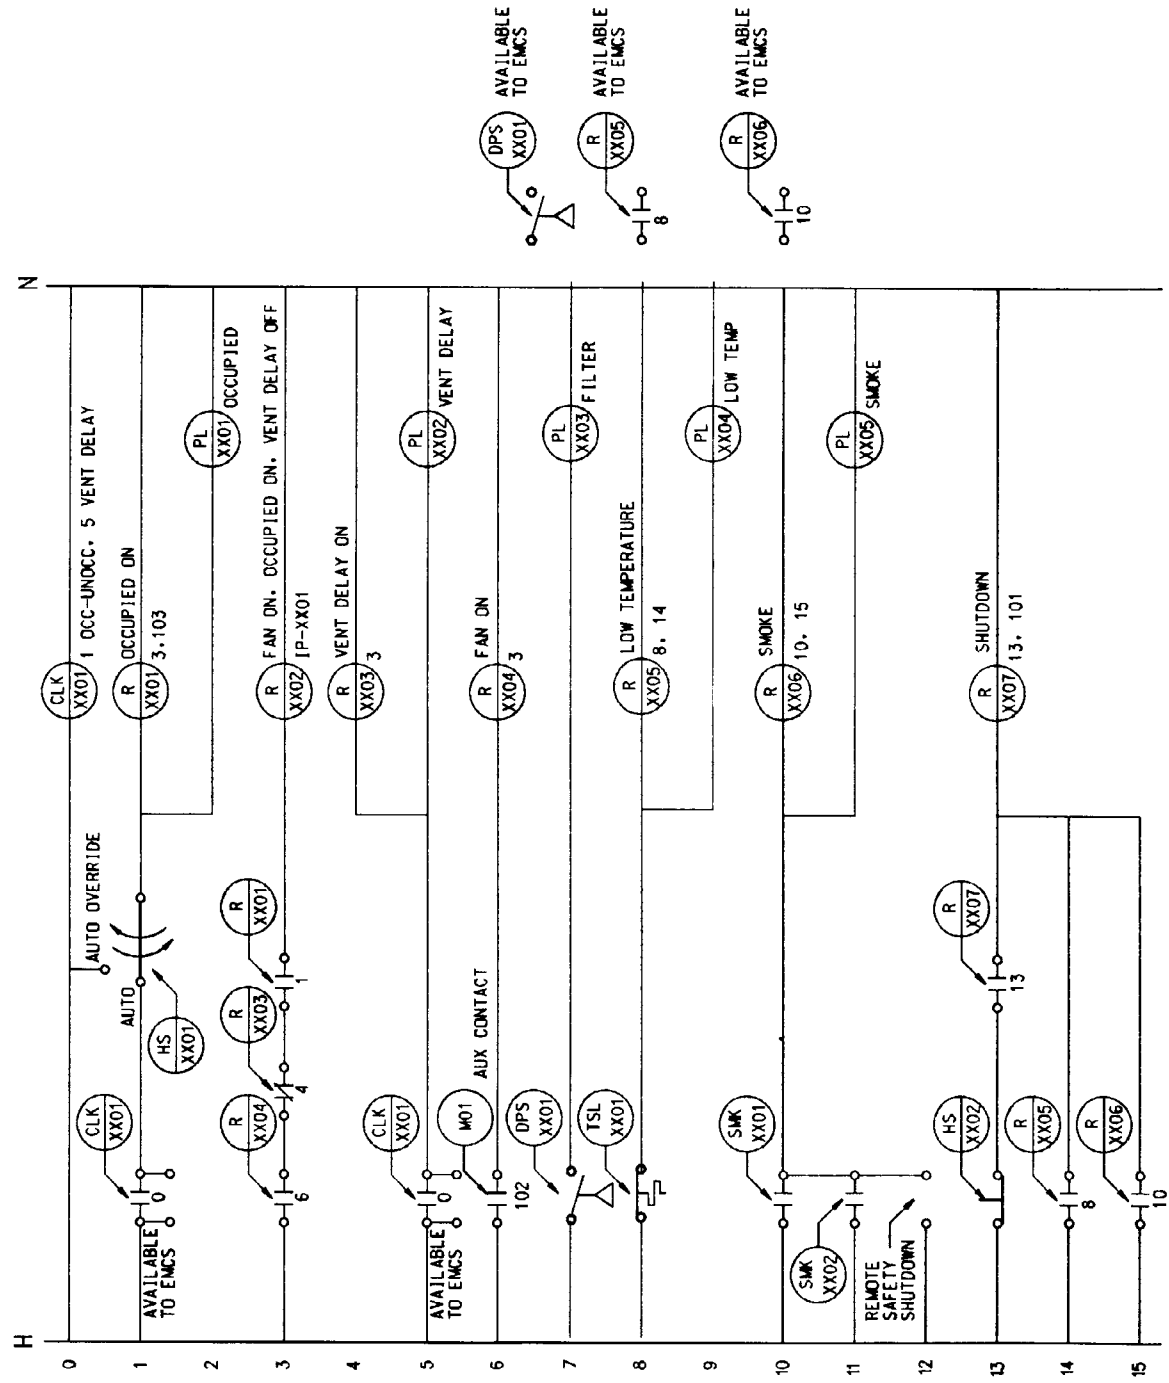 H
N
0
CLK
XX01
1 OCC-UNOCC. 5 VENT DELAY
AUTO OVERRIDE
1
AVAILABLE
TO EMCS
0
CLK
XX01
AUTO
HS
XX01
R
XX01
OCCUPIED ON
3.103
2
PL
XX01
OCCUPIED
3
6
R
XX04
4
R
XX03
1
R
XX01
R
XX02
FAN ON. OCCUPIED ON. VENT DELAY OFF
IP-XX01
4
R
XX03
VENT DELAY ON
3
5
AVAILABLE
TO EMCS
0
CLK
XX01
PL
XX02
VENT DELAY
6
102
M01
AUX CONTACT
R
XX04
FAN ON
3
7
DPS
XX01
PL
XX03
FILTER
DPS
XX01
AVAILABLE
TO EMCS
8
TSL
XX01
R
XX05
LOW TEMPERATURE
8. 14
8
R
XX05
AVAILABLE
TO EMCS
9
PL
XX04
LOW TEMP
10
SMK
XX01
R
XX06
SMOKE
10. 15
10
R
XX06
AVAILABLE
TO EMCS
11
SMK
XX02
PL
XX05
SMOKE
12
REMOTE
SAFETY
SHUTDOWN
13
HS
XX02
13
R
XX07
R
XX07
SHUTDOWN
13. 101
14
8
R
XX05
15
10
R
XX06